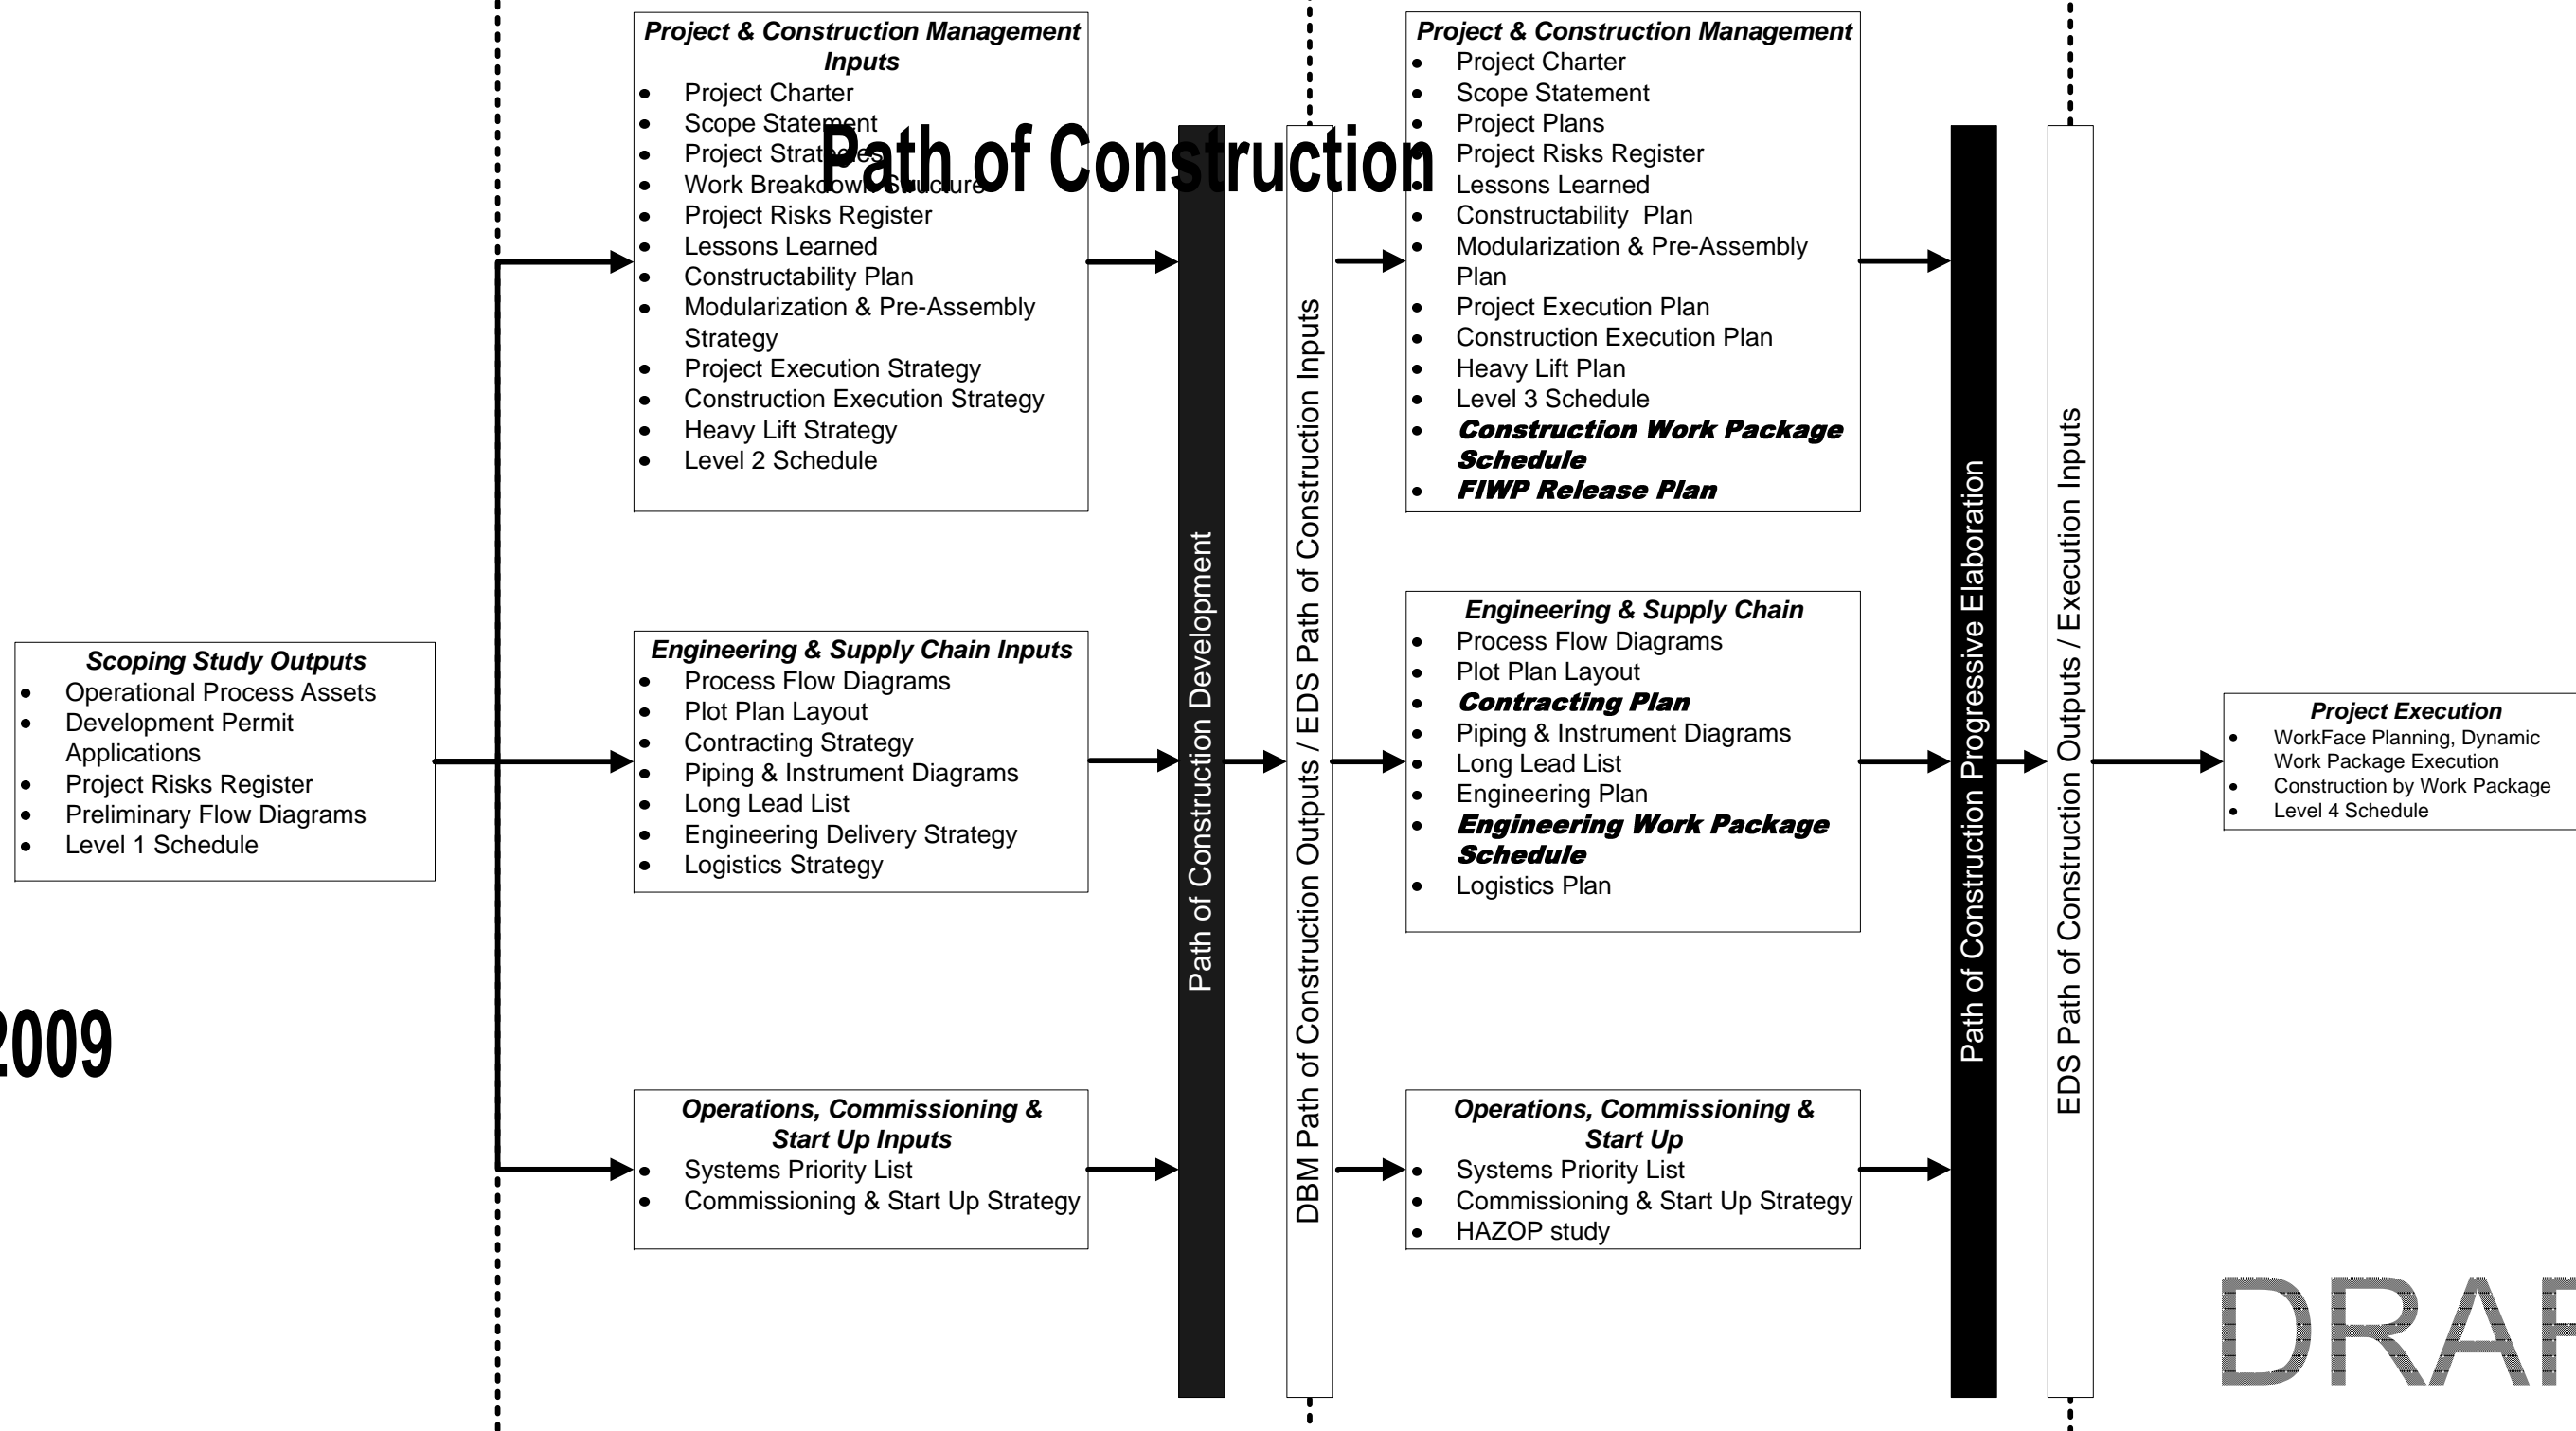 Path of Construction
Scoping Study Outputs
• Operational Process Assets
• Development Permit
Applications
• Project Risks Register
• Preliminary Flow Diagrams
• Level 1 Schedule
2009
Project & Construction Management
Inputs
• Project Charter
• Scope Statement
• Project Strategies
• Work Breakdown Structure
• Project Risks Register
• Lessons Learned
• Constructability Plan
• Modularization & Pre-Assembly
Strategy
• Project Execution Strategy
• Construction Execution Strategy
• Heavy Lift Strategy
• Level 2 Schedule
Engineering & Supply Chain Inputs
• Process Flow Diagrams
• Plot Plan Layout
• Contracting Strategy
• Piping & Instrument Diagrams
• Long Lead List
• Engineering Delivery Strategy
• Logistics Strategy
Operations, Commissioning &
Start Up Inputs
• Systems Priority List
• Commissioning & Start Up Strategy
Path of Construction Development
DBM Path of Construction Outputs / EDS Path of Construction Inputs
Project & Construction Management
• Project Charter
• Scope Statement
• Project Plans
• Project Risks Register
• Lessons Learned
• Constructability  Plan
• Modularization & Pre-Assembly
Plan
• Project Execution Plan
• Construction Execution Plan
• Heavy Lift Plan
• Level 3 Schedule
• Construction Work Package
Schedule
• FIWP Release Plan
Engineering & Supply Chain
• Process Flow Diagrams
• Plot Plan Layout
• Contracting Plan
• Piping & Instrument Diagrams
• Long Lead List
• Engineering Plan
• Engineering Work Package
Schedule
• Logistics Plan
Operations, Commissioning &
Start Up
• Systems Priority List
• Commissioning & Start Up Strategy
• HAZOP study
Path of Construction Progressive Elaboration
EDS Path of Construction Outputs / Execution Inputs
Project Execution
• WorkFace Planning, Dynamic
Work Package Execution
• Construction by Work Package
• Level 4 Schedule